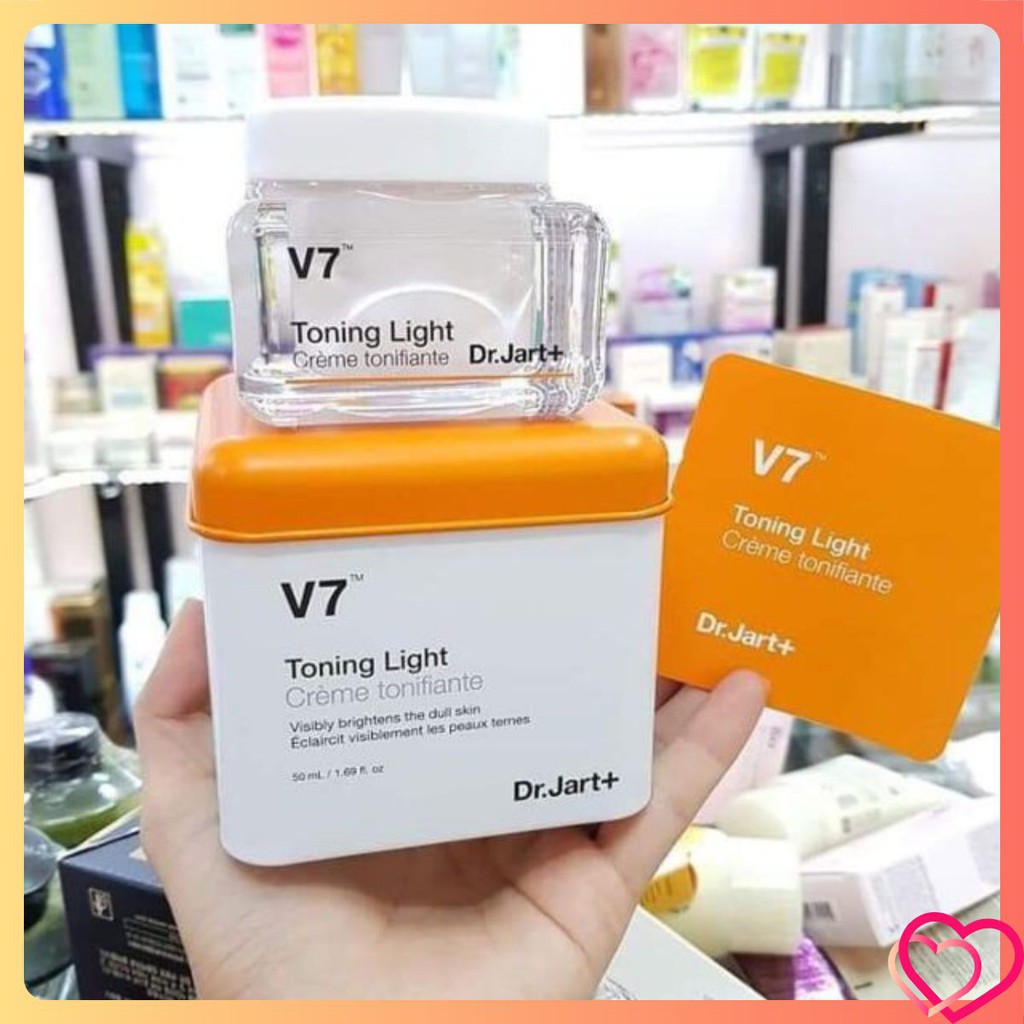 V7™
Toning Light
Crème tonifiante Dr.Jart+
V7™
Toning Light
Crème tonifiante
Visibly brightens the dull skin
Éclaircit visiblement les peaux ternes
50 mL / 1.69 fl. oz
Dr.Jart+
V7™
Toning Light
Crème tonifiante
Dr.Jart+